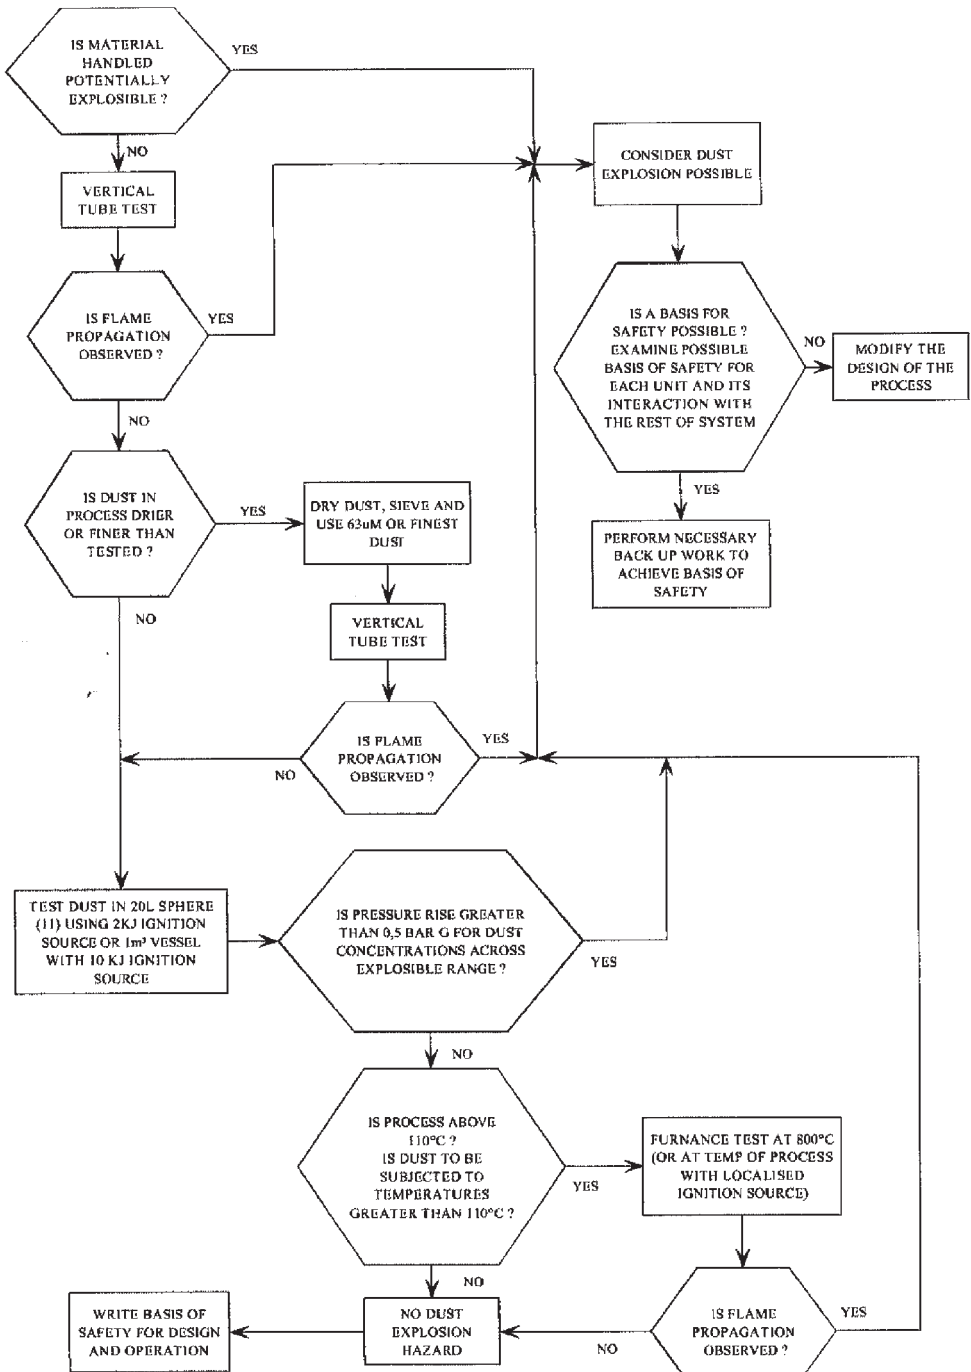 IS MATERIAL
HANDLED
POTENTIALLY
EXPLOSIBLE ?
YES
NO
VERTICAL
TUBE TEST
CONSIDER DUST
EXPLOSION POSSIBLE
IS FLAME
PROPAGATION
OBSERVED ?
YES
NO
IS A BASIS FOR
SAFETY POSSIBLE ?
EXAMINE POSSIBLE
BASIS OF SAFETY FOR
EACH UNIT AND ITS
INTERACTION WITH
THE REST OF SYSTEM
NO
MODIFY THE
DESIGN OF THE
PROCESS
YES
PERFORM NECESSARY
BACK UP WORK TO
ACHIEVE BASIS OF
SAFETY
IS DUST IN
PROCESS DRIER
OR FINER THAN
TESTED ?
YES
NO
DRY DUST, SIEVE AND
USE 63uM OR FINEST
DUST
VERTICAL
TUBE TEST
IS FLAME
PROPAGATION
OBSERVED ?
YES
NO
TEST DUST IN 20L SPHERE
(11) USING 2KJ IGNITION
SOURCE OR 1m³ VESSEL
WITH 10 KJ IGNITION
SOURCE
IS PRESSURE RISE GREATER
THAN 0,5 BAR G FOR DUST
CONCENTRATIONS ACROSS
EXPLOSIBLE RANGE ?
YES
NO
IS PROCESS ABOVE
110°C ?
IS DUST TO BE
SUBJECTED TO
TEMPERATURES
GREATER THAN 110°C ?
YES
NO
FURNANCE TEST AT 800°C
(OR AT TEMP OF PROCESS
WITH LOCALISED
IGNITION SOURCE)
IS FLAME
PROPAGATION
OBSERVED ?
YES
NO
NO DUST
EXPLOSION
HAZARD
WRITE BASIS OF
SAFETY FOR DESIGN
AND OPERATION